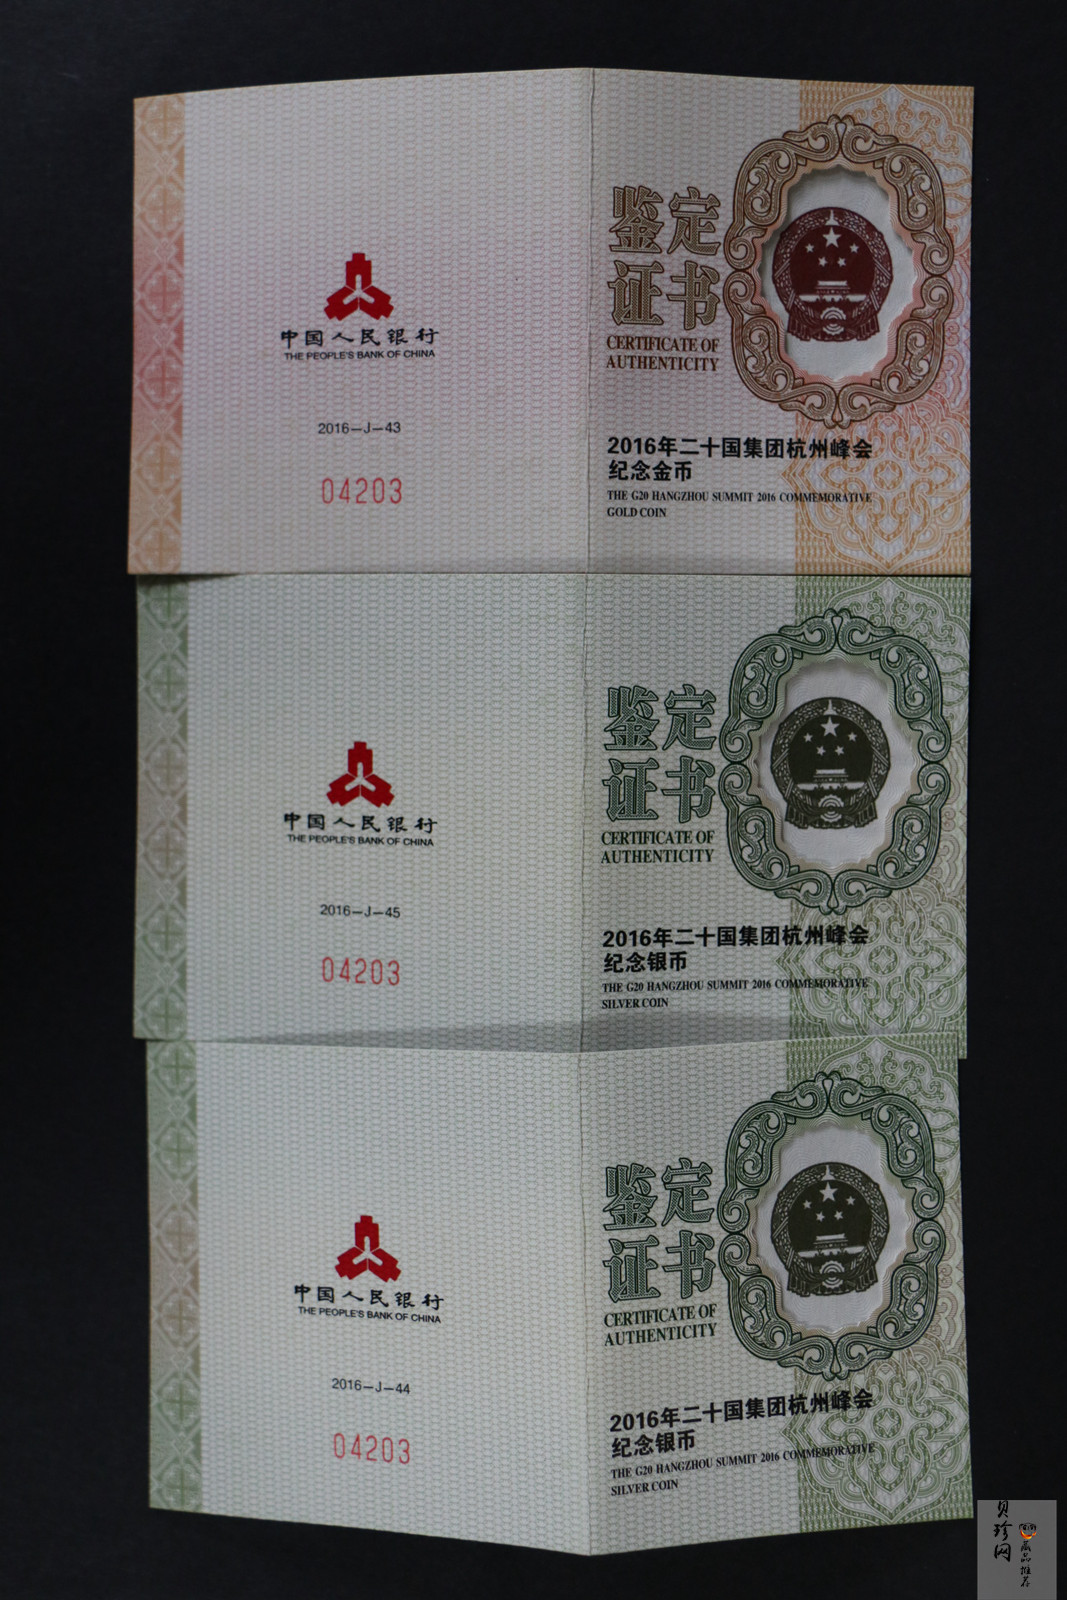 中国人民银行
THE PEOPLE'S BANK OF CHINA
2016-J-43
04203
鉴定
证书
CERTIFICATE OF
AUTHENTICITY
2016年二十国集团杭州峰会
纪念金币
THE G20 HANGZHOU SUMMIT 2016 COMMEMORATIVE
GOLD COIN
中国人民银行
THE PEOPLE'S BANK OF CHINA
2016-J-45
04203
鉴定
证书
CERTIFICATE OF
AUTHENTICITY
2016年二十国集团杭州峰会
纪念银币
THE G20 HANGZHOU SUMMIT 2016 COMMEMORATIVE
SILVER COIN
中国人民银行
THE PEOPLE'S BANK OF CHINA
2016-J-44
04203
鉴定
证书
CERTIFICATE OF
AUTHENTICITY
2016年二十国集团杭州峰会
纪念银币
THE G20 HANGZHOU SUMMIT 2016 COMMEMORATIVE
SILVER COIN
贝珍网
藏品推荐